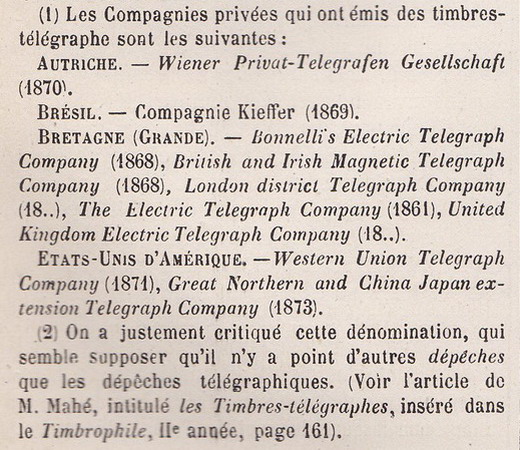 (1) Les Compagnies privées qui ont émis des timbres-
télégraphe sont les suivantes :
AUTRICHE. — Wiener Privat-Telegrafen Gesellschaft
(1870).
BRÉSIL. — Compagnie Kieffer (1869).
BRETAGNE (GRANDE). — Bonnelli's Electric Telegraph
Company (1868), British and Irish Magnetic Telegraph
Company (1868), London district Telegraph Company
(18..), The Electric Telegraph Company (1861), United
Kingdom Electric Telegraph Company (18..).
ETATS-UNIS D'AMÉRIQUE. — Western Union Telegraph
Company (1871), Great Northern and China Japan ex-
tension Telegraph Company (1873).
(2) On a justement critiqué cette dénomination, qui
semble supposer qu'il n'y a point d'autres dépêches
que les dépêches télégraphiques. (Voir l'article de
M. Mahé, intitulé les Timbres-télégraphes, inséré dans
le Timbrophile, IIe année, page 161).